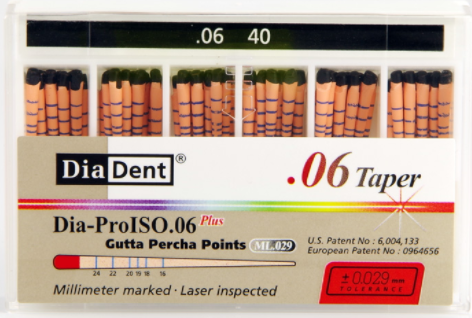 .06 40
DiaDent®
.06 Taper
Dia-ProISO.06 Plus
Gutta Percha Points ML.029
U.S. Patent No : 6,004,133
European Patent No : 0964656
24 22 20 19 18 16
±0.029 mm
TOLERANCE
Millimeter marked · Laser inspected